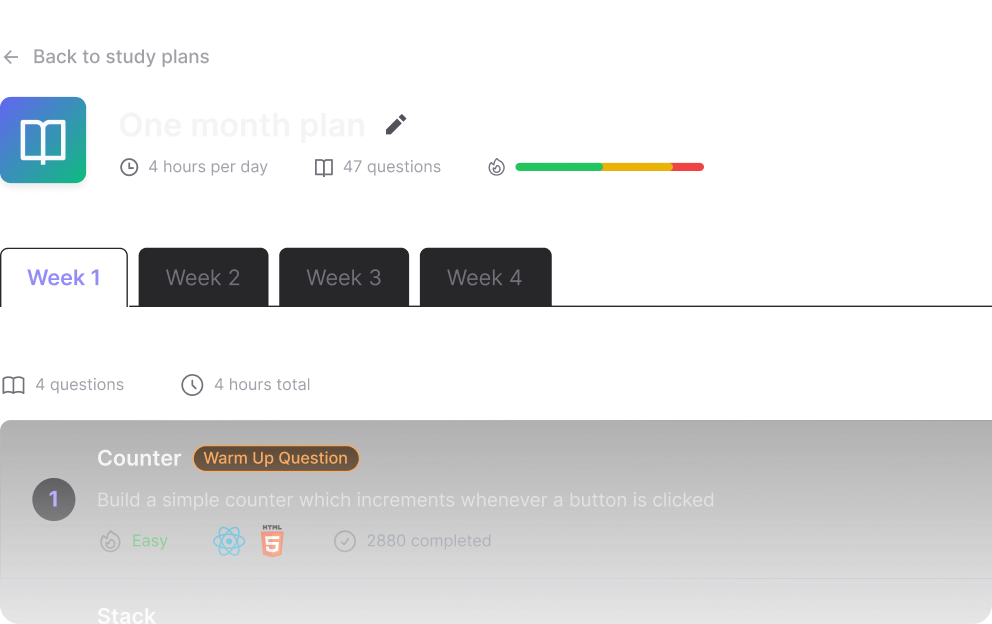 Back to study plans
One month plan
4 hours per day 47 questions
Week 1 Week 2 Week 3 Week 4
4 questions 4 hours total
Counter Warm Up Question
1
Build a simple counter which increments whenever a button is clicked
Easy HTML 5 2880 completed
Stack